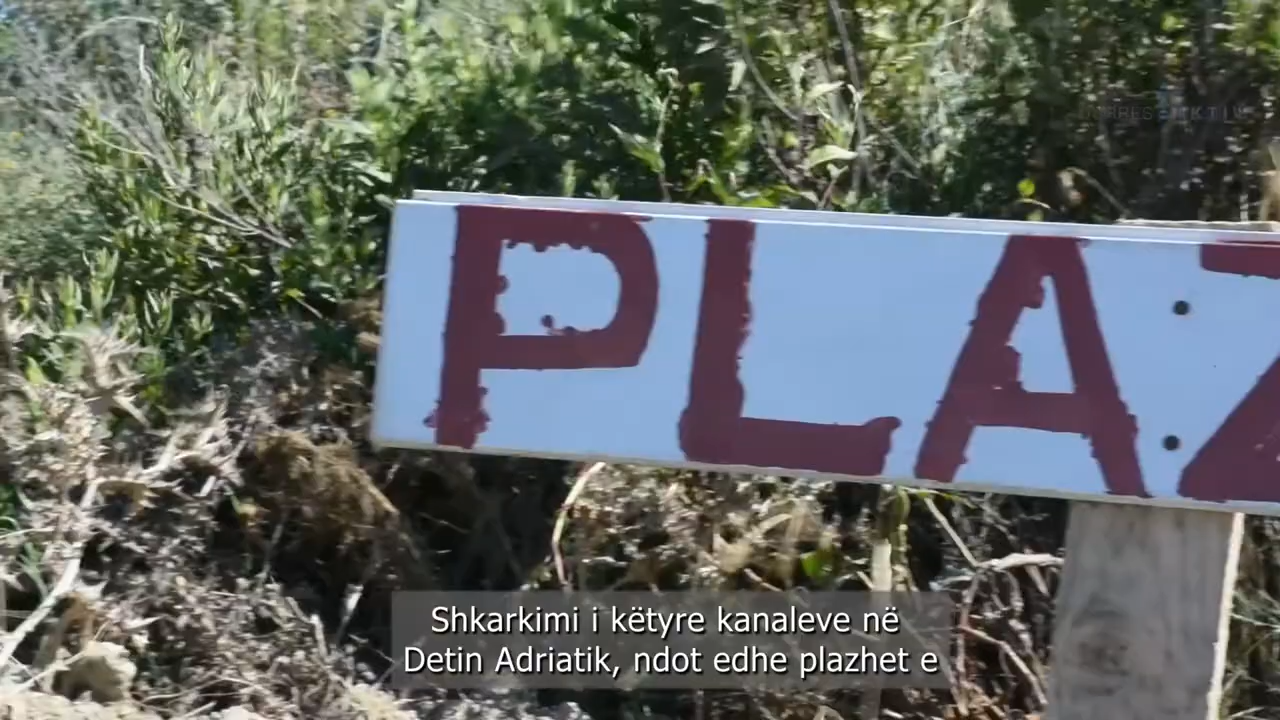 PLAZ
Shkarkimi i këtyre kanaleve në
Detin Adriatik, ndot edhe plazhet e